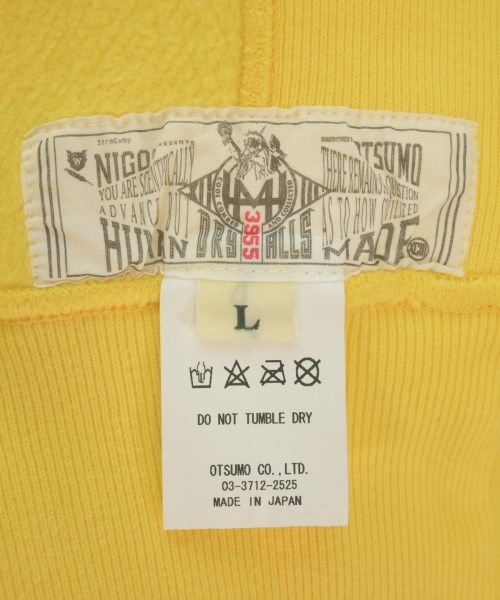 NIGO
OTSUMO
YOU ARE SCIENTIFICALLY
THERE REMAINS
ADVANCED BUT
AS TO HOW CIVILIZED
3955
HUMAN
DRY ALLS
MADE
L
DO NOT TUMBLE DRY
OTSUMO CO.,LTD.
03-3712-2525
MADE IN JAPAN